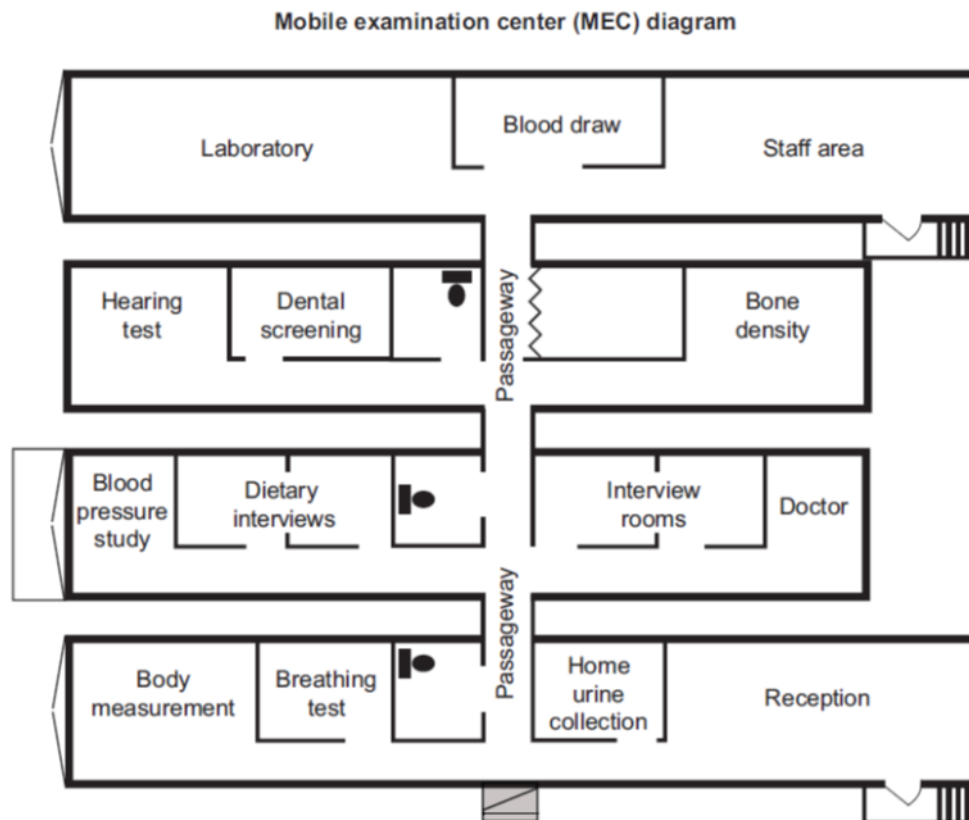 Mobile examination center (MEC) diagram
Laboratory
Blood draw
Staff area
Hearing
test
Dental
screening
Passageway
Bone
density
Blood
pressure
study
Dietary
interviews
Interview
rooms
Doctor
Passageway
Body
measurement
Breathing
test
Home
urine
collection
Reception